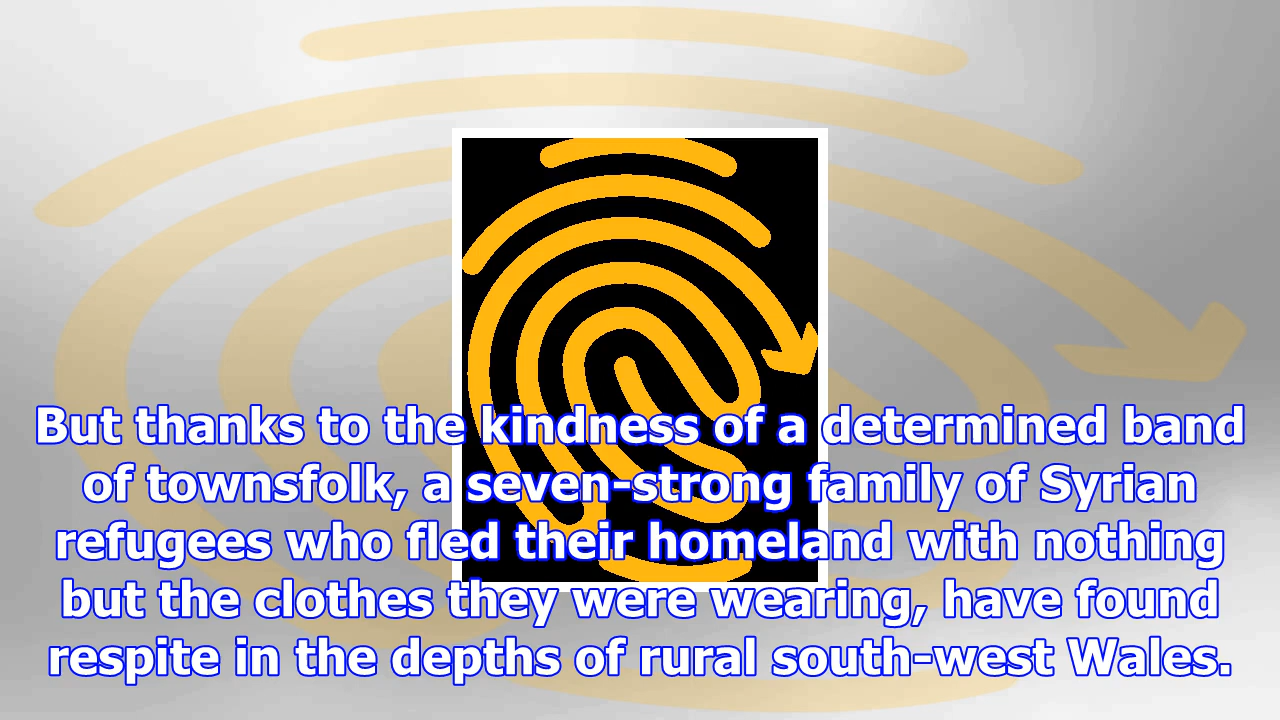 But thanks to the kindness of a determined band
of townsfolk, a seven-strong family of Syrian
refugees who fled their homeland with nothing
but the clothes they were wearing, have found
respite in the depths of rural south-west Wales.